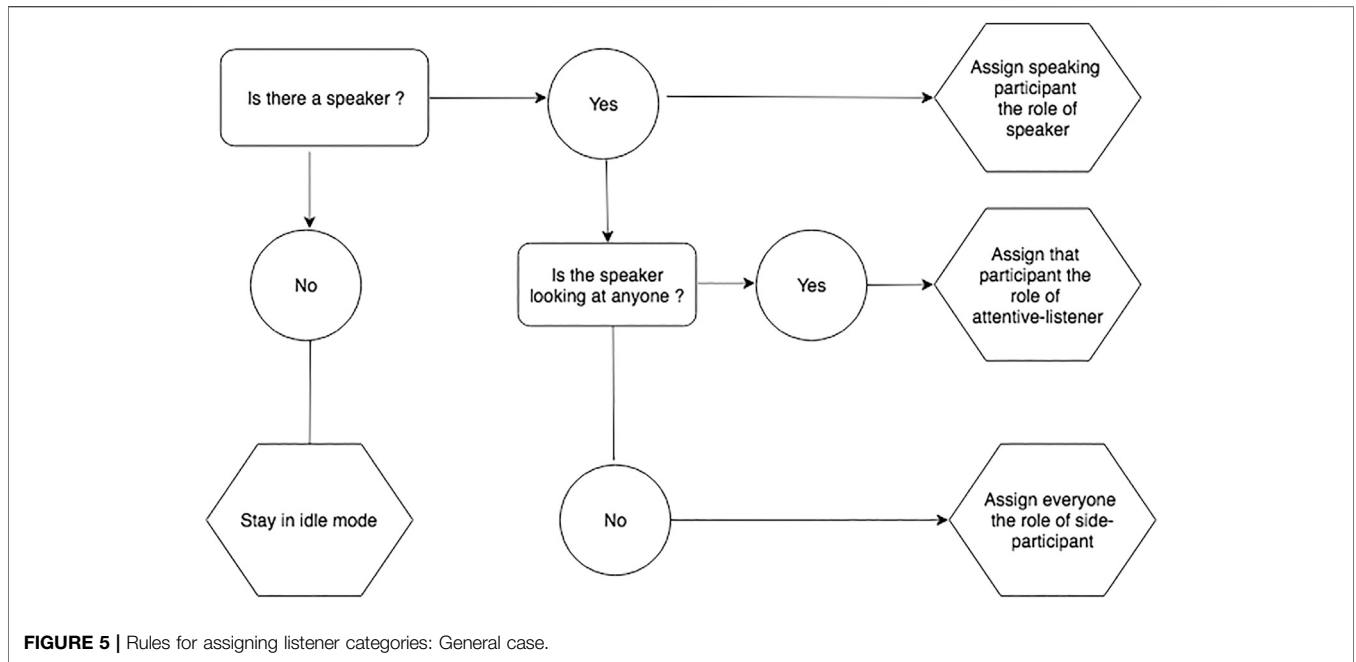 Is there a speaker ?
Yes
Assign speaking
participant
the role of
speaker
No
Is the speaker
looking at anyone ?
Yes
Assign that
participant the
role of
attentive-listener
Stay in idle mode
No
Assign everyone
the role of side-
participant
FIGURE 5 | Rules for assigning listener categories: General case.